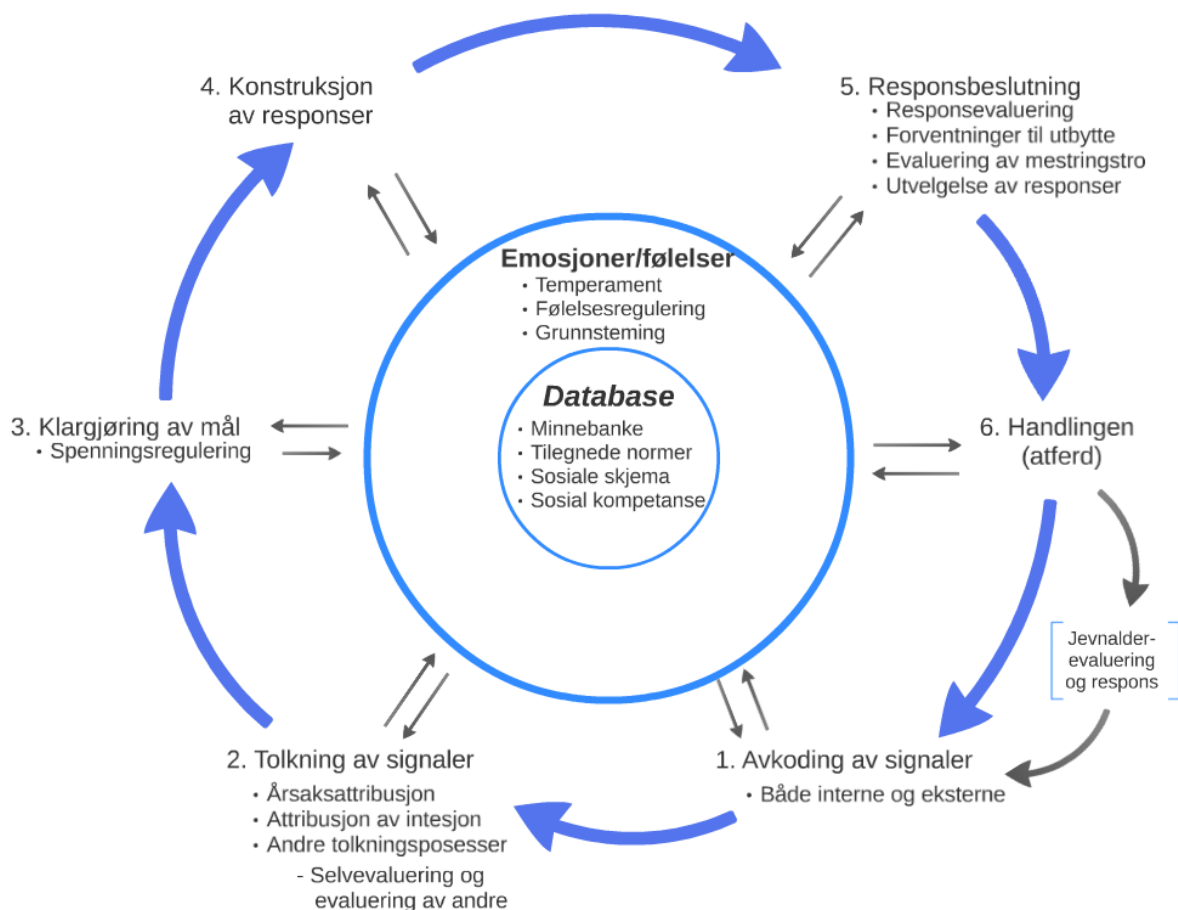 4. Konstruksjon
av responser
5. Responsbeslutning
• Responsevaluering
• Forventninger til utbytte
• Evaluering av mestringstro
• Utvelgelse av responser
Emosjoner/følelser
• Temperament
• Følelsesregulering
• Grunnsteming
Database
• Minnebanke
• Tilegnede normer
• Sosiale skjema
• Sosial kompetanse
3. Klargjøring av mål
• Spenningsregulering
6. Handlingen
(atferd)
Jevnalder-
evaluering
og respons
2. Tolkning av signaler
• Årsaksattribusjon
• Attribusjon av intesjon
• Andre tolkningsposesser
- Selvevaluering og
evaluering av andre
1. Avkoding av signaler
• Både interne og eksterne